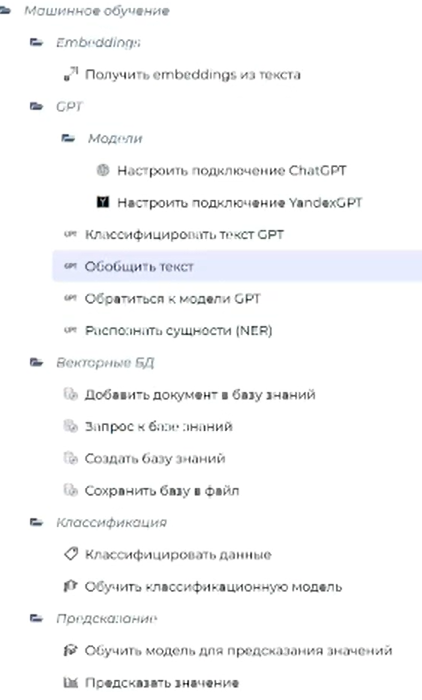 Машинное обучение
Embeddings
Получить embeddings из текста
GPT
Модели
Настроить подключение ChatGPT
Настроить подключение YandexGPT
GPT Классифицировать текст GPT
GPT Обобщить текст
GPT Обратиться к модели GPT
GPT Распознать сущности (NER)
Векторные БД
Добавить документ в базу знаний
Запрос к базе знаний
Создать базу знаний
Сохранить базу в файл
Классификация
Классифицировать данные
Обучить классификационную модель
Предсказание
Обучить модель для предсказания значений
Предсказать значение